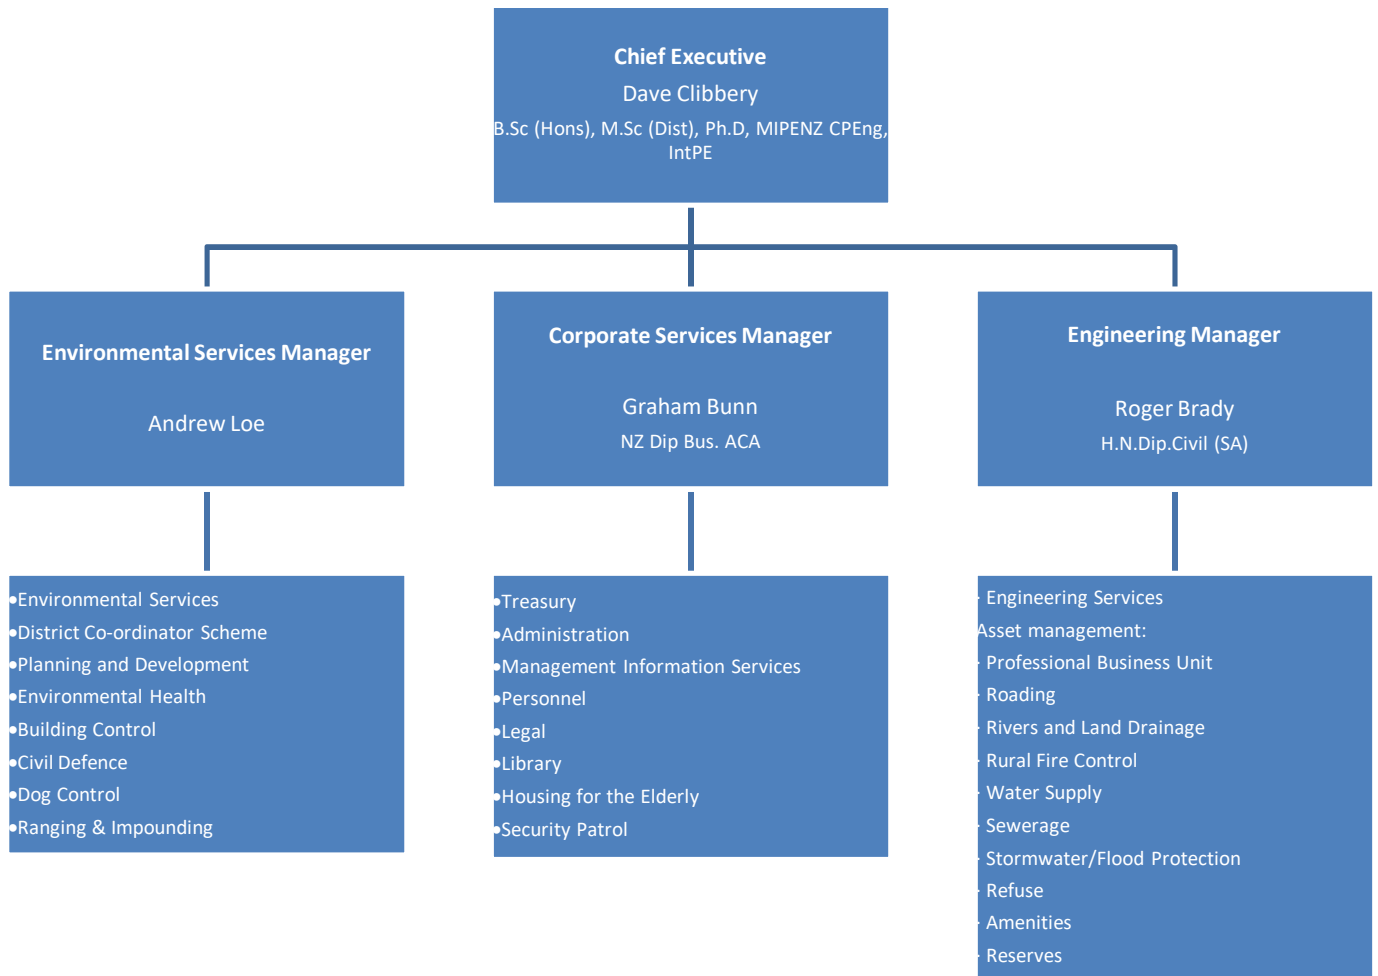 Chief Executive
Dave Clibbery
B.Sc (Hons), M.Sc (Dist), Ph.D, MIPENZ CPEng,
IntPE
Environmental Services Manager
Andrew Loe
Corporate Services Manager
Graham Bunn
NZ Dip Bus. ACA
Engineering Manager
Roger Brady
H.N.Dip.Civil (SA)
•Environmental Services
•District Co-ordinator Scheme
•Planning and Development
•Environmental Health
•Building Control
•Civil Defence
•Dog Control
•Ranging & Impounding
•Treasury
•Administration
•Management Information Services
•Personnel
•Legal
•Library
•Housing for the Elderly
•Security Patrol
- Engineering Services
Asset management:
- Professional Business Unit
- Roading
- Rivers and Land Drainage
- Rural Fire Control
- Water Supply
- Sewerage
- Stormwater/Flood Protection
- Refuse
- Amenities
- Reserves